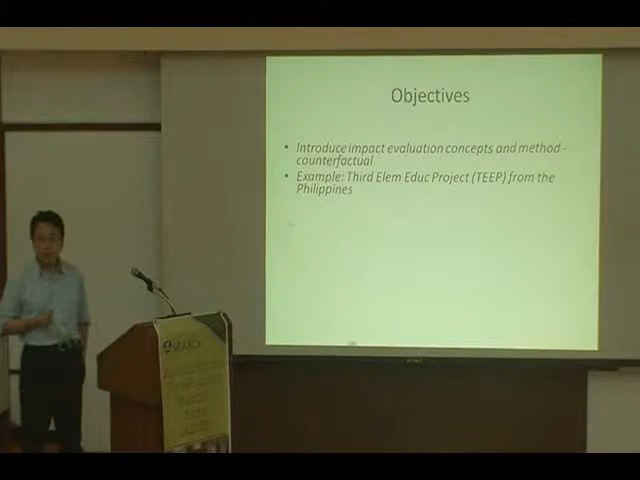 Objectives
• Introduce impact evaluation concepts and method -
counterfactual
• Example: Third Elem Educ Project (TEEP) from the
Philippines
SEARCA